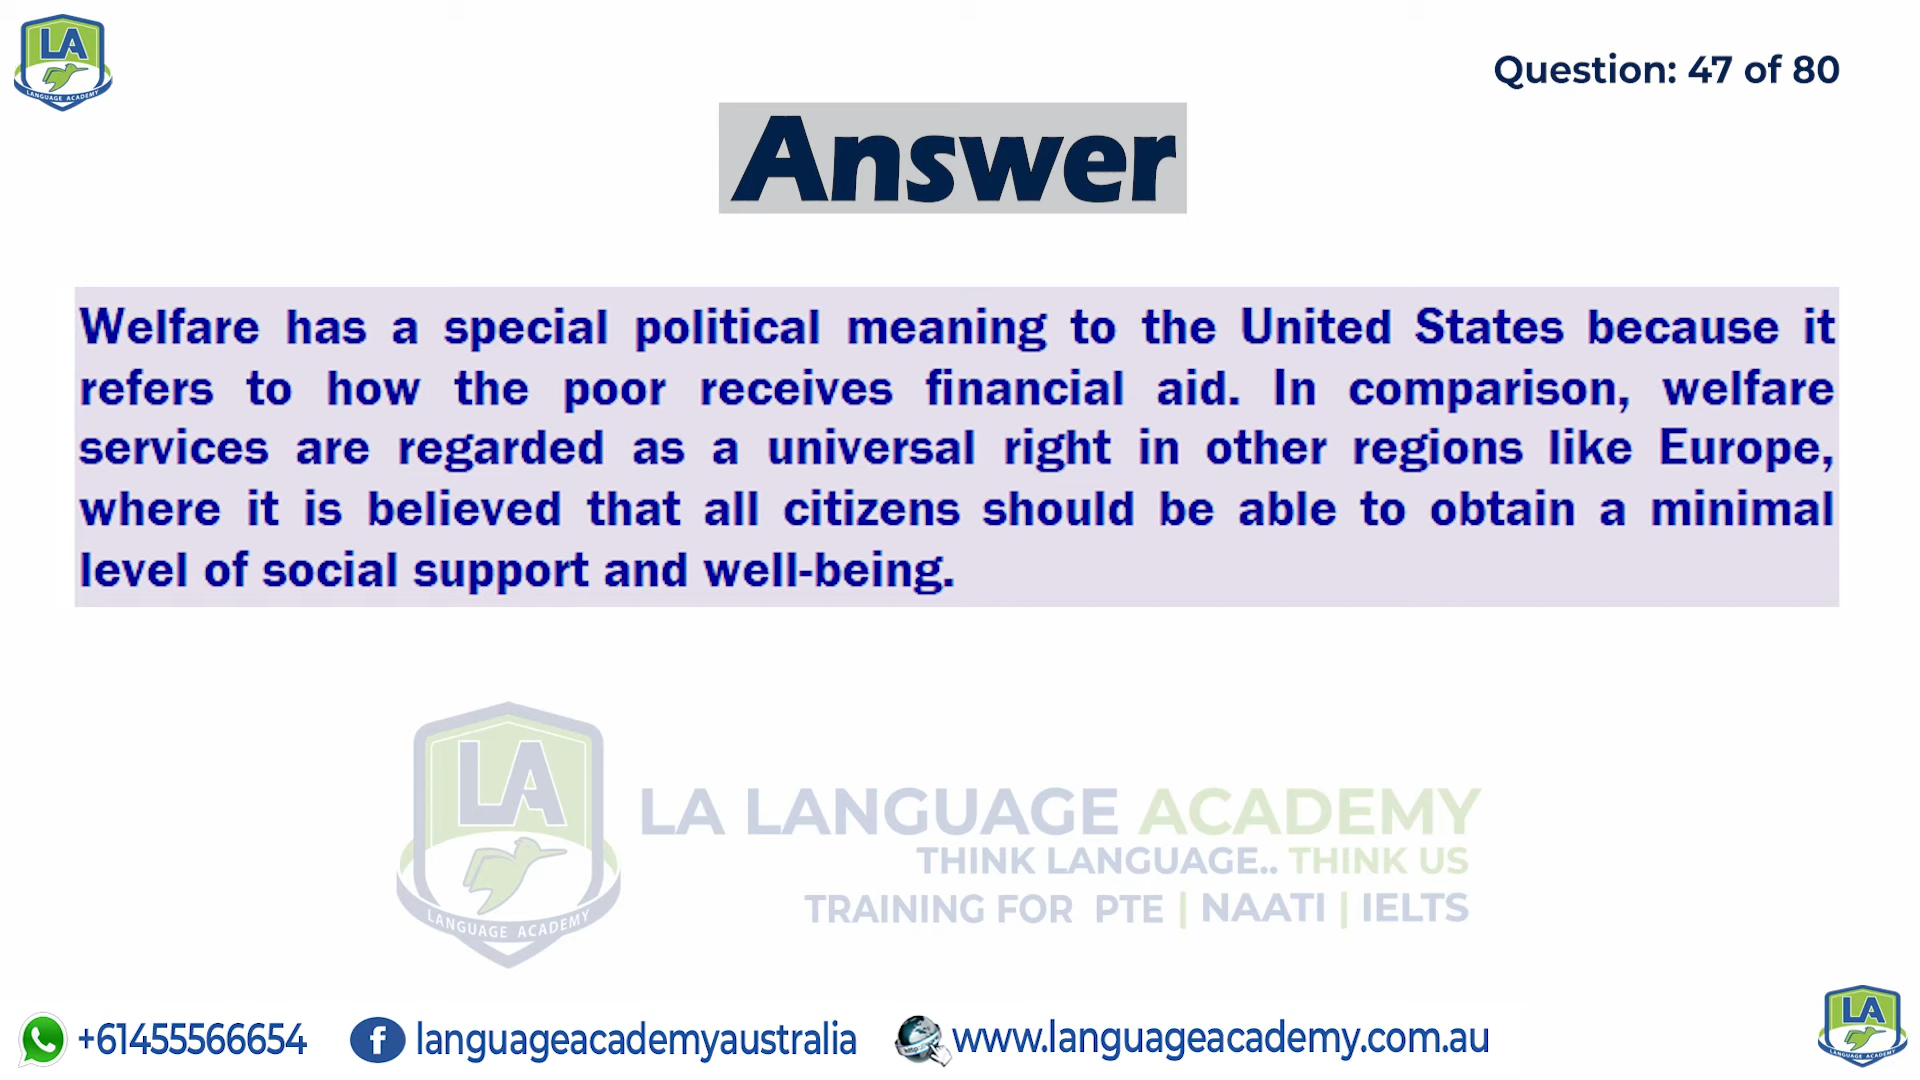 LA
LANGUAGE ACADEMY
Question: 47 of 80
Answer
Welfare has a special political meaning to the United States because it
refers to how the poor receives financial aid. In comparison, welfare
services are regarded as a universal right in other regions like Europe,
where it is believed that all citizens should be able to obtain a minimal
level of social support and well-being.
LA
LANGUAGE ACADEMY
LA LANGUAGE ACADEMY
THINK LANGUAGE.. THINK US
TRAINING FOR PTE | NAATI | IELTS
+61455566654
f
languageacademyaustralia
http
www.languageacademy.com.au
LA
LANGUAGE ACADEMY